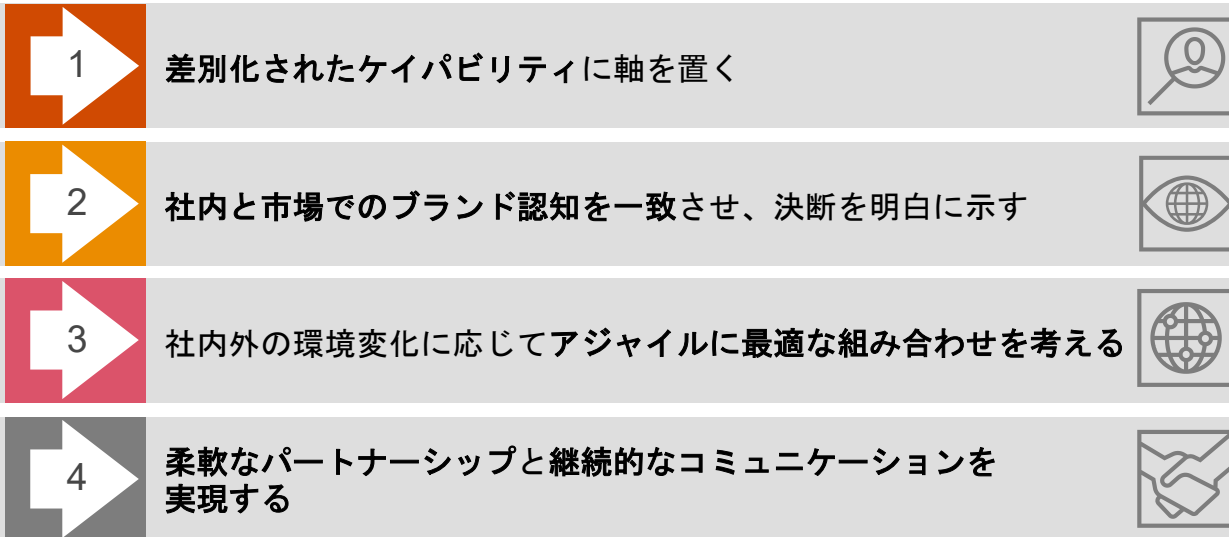 1
差別化されたケイパビリティに軸を置く
2
社内と市場でのブランド認知を一致させ、決断を明白に示す
3
社内外の環境変化に応じてアジャイルに最適な組み合わせを考える
4
柔軟なパートナーシップと継続的なコミュニケーションを
実現する